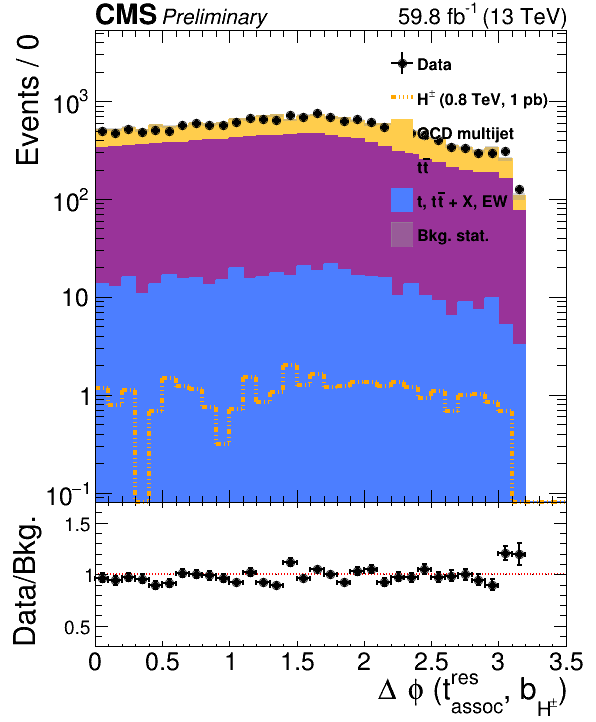 CMS Preliminary 59.8 fb⁻¹ (13 TeV)
Events / 0
10³
10²
10
1
10⁻¹
Data
H± (0.8 TeV, 1 pb)
QCD multijet
tt̄
t, tt̄ + X, EW
Bkg. stat.
Data/Bkg.
1.5
1
0.5
0 0.5 1 1.5 2 2.5 3 3.5
Δ ϕ (t^res_assoc, b_H±)